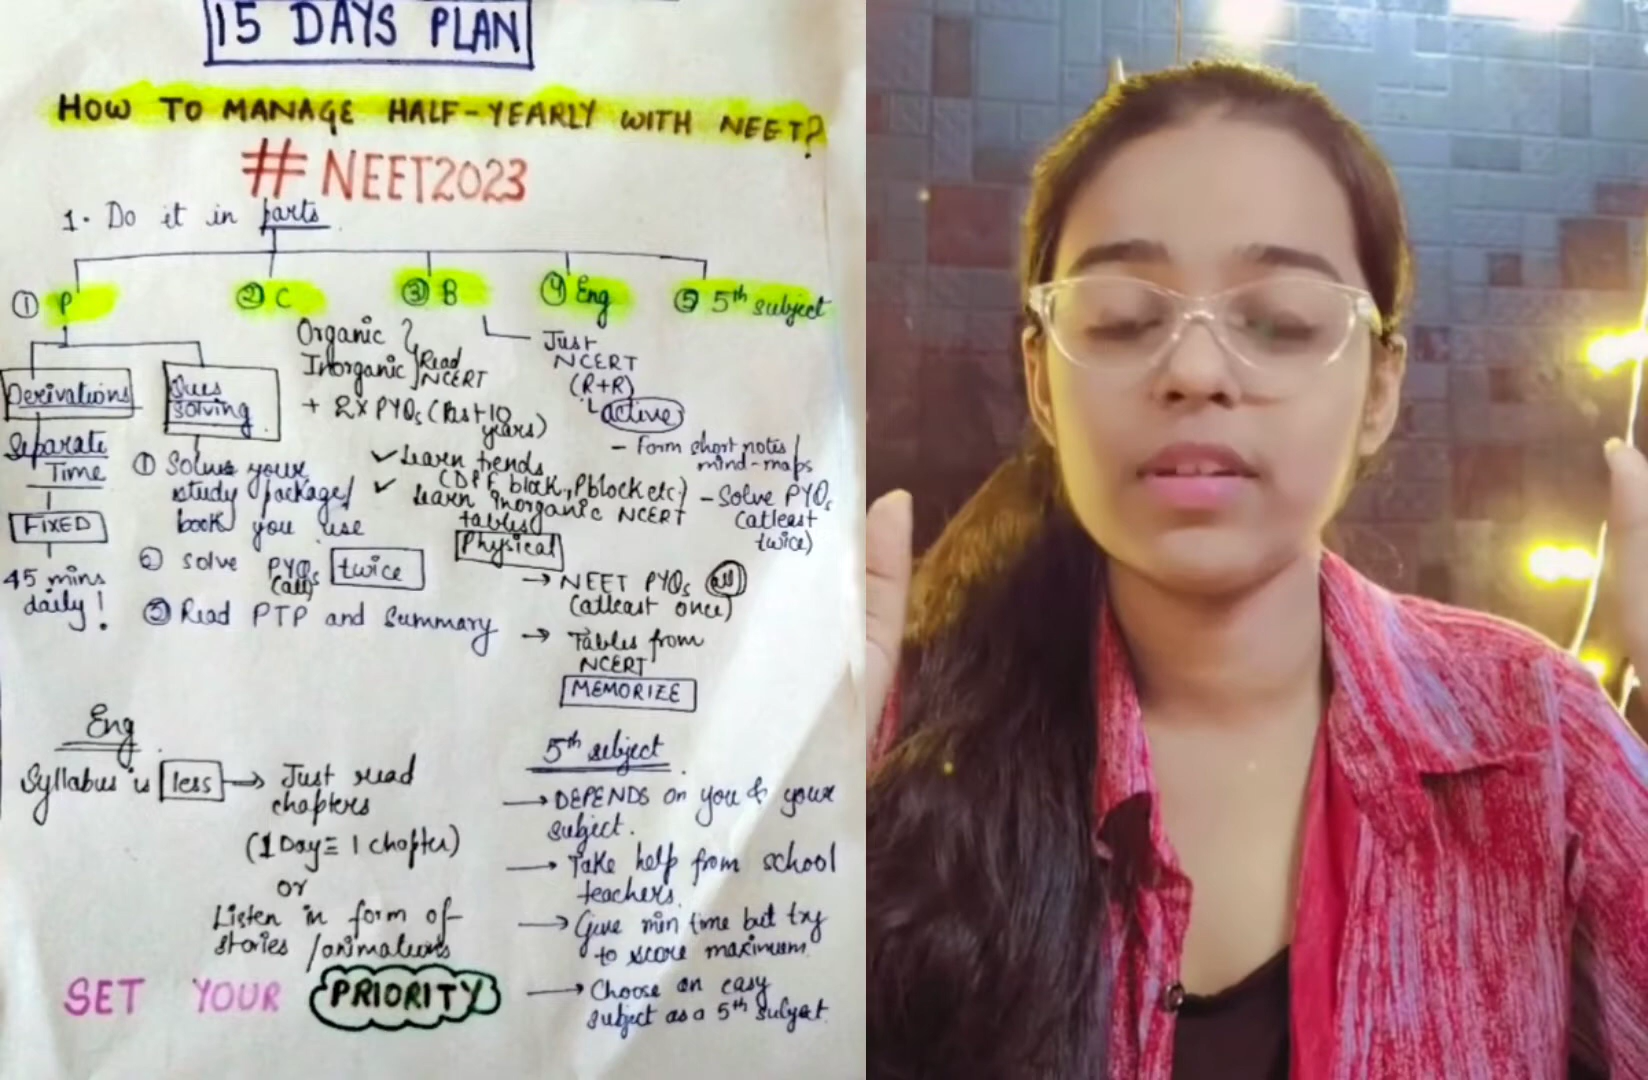 15 DAYS PLAN
HOW TO MANAGE HALF-YEARLY WITH NEET?
#NEET2023
1. Do it in parts
① P
② C
③ B
④ Eng
⑤ 5th subject
Derivations
Separate
Time
FIXED
45 mins
daily!
Ques
solving
① Solve your
study package/
book you use
② solve PYQs twice
(all)
③ Read PTP and Summary
Organic
Inorganic
Read
NCERT
+ 2x PYQs (Past 10
years)
✓ Learn trends
(D & F block, P block etc)
✓ Learn inorganic NCERT
tables
Physical
→ NEET PYQs all
(atleast once)
→ Tables from
NCERT
MEMORIZE
Just
NCERT
(R+R)
active
- Form short notes/
mind-maps
- Solve PYQs
(atleast
twice)
Eng
Syllabus is less → Just read
chapters
(1 Day = 1 chapter)
or
Listen in form of
stories /animations
5th subject
→ DEPENDS on you & your
subject.
→ Take help from school
teachers.
→ Give min time but try
to score maximum.
→ Choose an easy
subject as a 5th subject.
SET YOUR PRIORITY